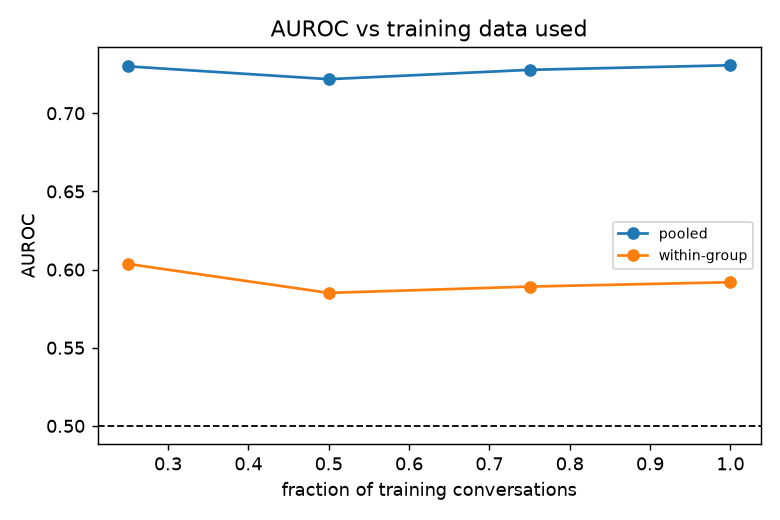 AUROC vs training data used
AUROC
0.70
0.65
0.60
0.55
0.50
pooled
within-group
0.3 0.4 0.5 0.6 0.7 0.8 0.9 1.0
fraction of training conversations